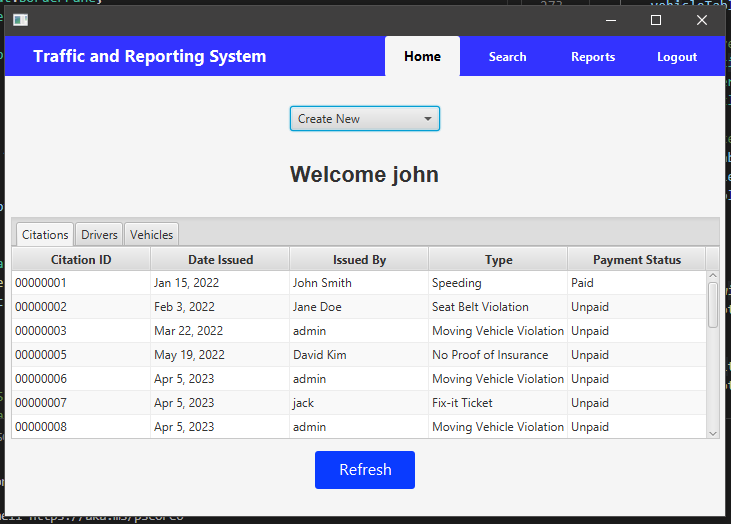 vehicleTabl
Traffic and Reporting System Home Search Reports Logout
Create New
Welcome john
Citations Drivers Vehicles
Citation ID Date Issued Issued By Type Payment Status
00000001 Jan 15, 2022 John Smith Speeding Paid
00000002 Feb 3, 2022 Jane Doe Seat Belt Violation Unpaid
00000003 Mar 22, 2022 admin Moving Vehicle Violation Unpaid
00000005 May 19, 2022 David Kim No Proof of Insurance Unpaid
00000006 Apr 5, 2023 admin Moving Vehicle Violation Unpaid
00000007 Apr 5, 2023 jack Fix-it Ticket Unpaid
00000008 Apr 5, 2023 admin Moving Vehicle Violation Unpaid
Refresh